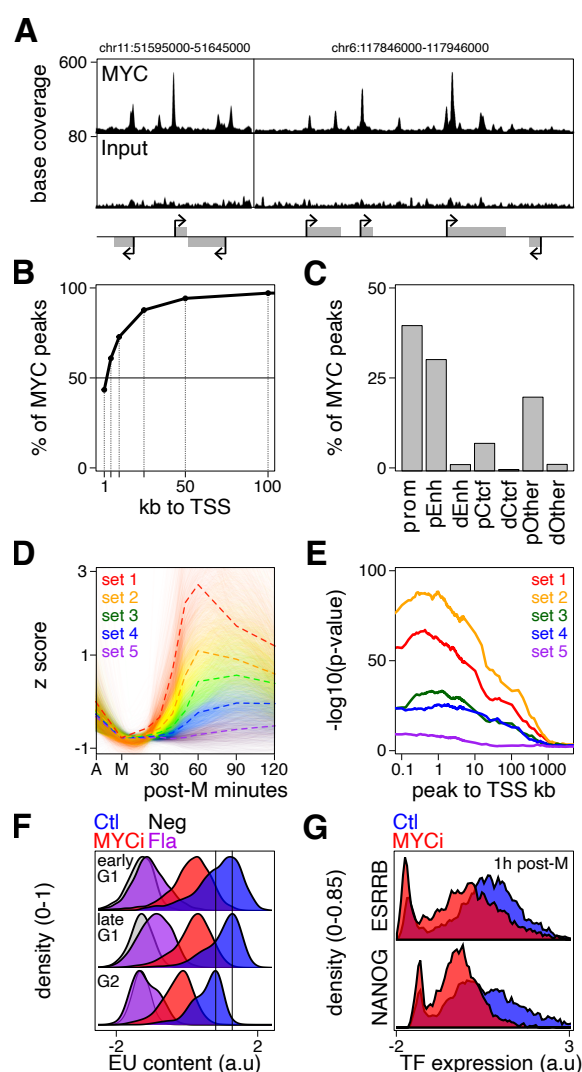 A
chr11:51595000-51645000 chr6:117846000-117946000
600
MYC
80
Input
base coverage
B
100
50
0
% of MYC peaks
1 50 100
kb to TSS
C
50
25
0
% of MYC peaks
prom
pEnh
dEnh
pCtcf
dCtcf
pOther
dOther
D
3
1
-1
z score
set 1
set 2
set 3
set 4
set 5
A M 30 60 90 120
post-M minutes
E
100
50
0
-log10(p-value)
set 1
set 2
set 3
set 4
set 5
0.1 1 10 100 1000
peak to TSS kb
F
Ctl Neg
MYCi Fla
early
G1
late
G1
G2
density (0-1)
-2 2
EU content (a.u)
G
Ctl
MYCi
1h post-M
ESRRB
NANOG
density (0-0.85)
-2 3
TF expression (a.u)